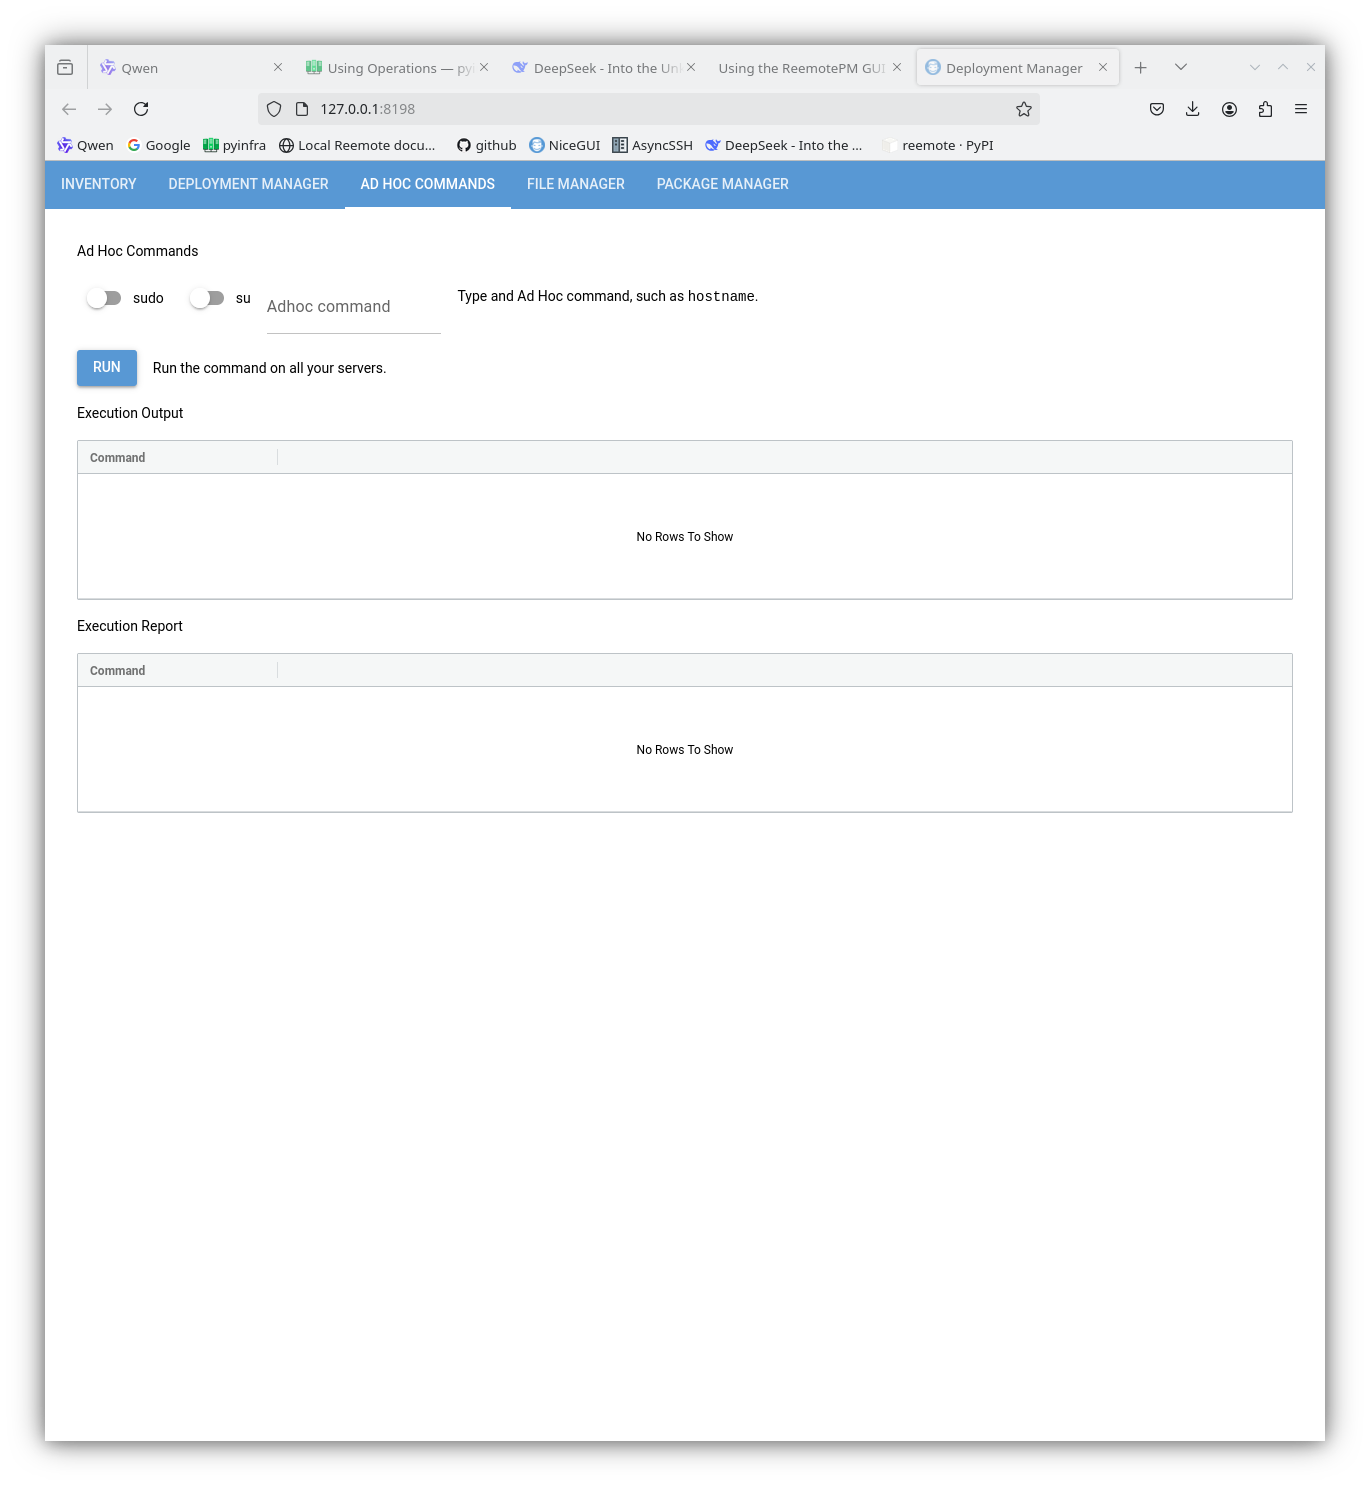 Qwen
Using Operations — pyi
DeepSeek - Into the Un
Using the ReemotePM GUI
Deployment Manager
127.0.0.1:8198
Qwen Google pyinfra Local Reemote docu... github NiceGUI AsyncSSH DeepSeek - Into the ... reemote · PyPI
INVENTORY DEPLOYMENT MANAGER AD HOC COMMANDS FILE MANAGER PACKAGE MANAGER
Ad Hoc Commands
sudo su Adhoc command Type and Ad Hoc command, such as hostname.
RUN Run the command on all your servers.
Execution Output
Command
No Rows To Show
Execution Report
Command
No Rows To Show